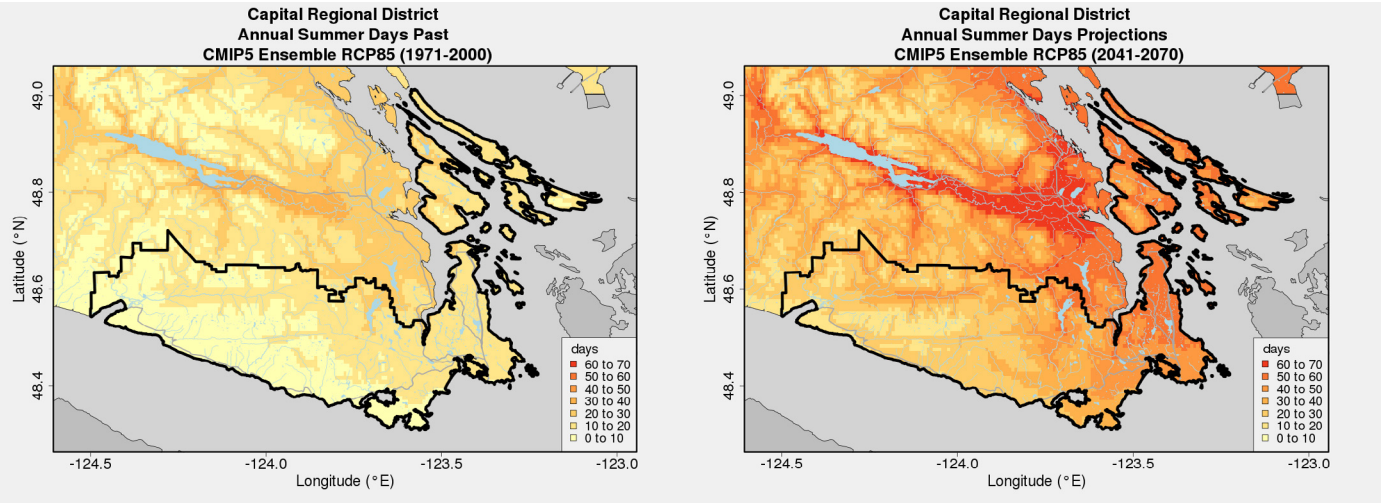 Capital Regional District
Annual Summer Days Past
CMIP5 Ensemble RCP85 (1971-2000)
49.0
48.8
48.6
48.4
Latitude (°N)
days
60 to 70
50 to 60
40 to 50
30 to 40
20 to 30
10 to 20
0 to 10
-124.5
-124.0
-123.5
-123.0
Longitude (°E)
Capital Regional District
Annual Summer Days Projections
CMIP5 Ensemble RCP85 (2041-2070)
49.0
48.8
48.6
48.4
Latitude (°N)
days
60 to 70
50 to 60
40 to 50
30 to 40
20 to 30
10 to 20
0 to 10
-124.5
-124.0
-123.5
-123.0
Longitude (°E)